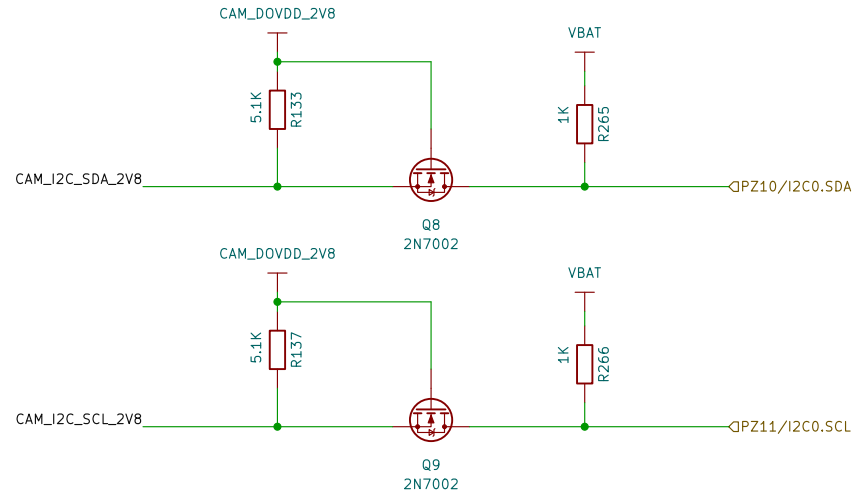 CAM_DOVDD_2V8
VBAT
5.1K
R133
1K
R265
CAM_I2C_SDA_2V8
PZ10/I2C0.SDA
Q8
2N7002
CAM_DOVDD_2V8
VBAT
5.1K
R137
1K
R266
CAM_I2C_SCL_2V8
PZ11/I2C0.SCL
Q9
2N7002